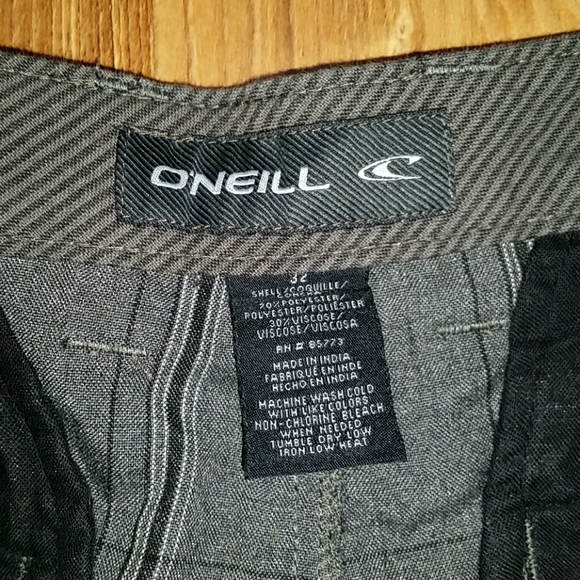 O'NEILL
32
SHELL/COQUILLE/
70% POLYESTER/
POLYESTER/POLIÉSTER
30% VISCOSE/
VISCOSE/VISCOSA
RN # 85773
MADE IN INDIA
FABRIQUÉ EN INDE
HECHO EN INDIA
MACHINE WASH COLD
WITH LIKE COLORS
NON-CHLORINE BLEACH
WHEN NEEDED
TUMBLE DRY LOW
IRON LOW HEAT